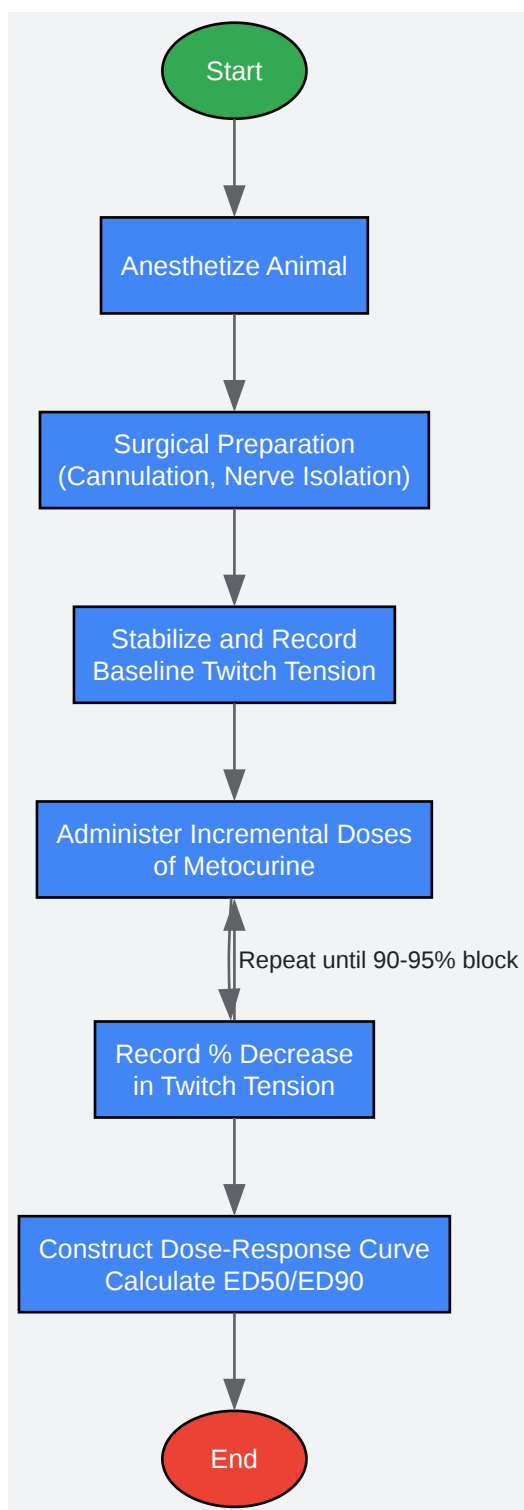 Start
Anesthetize Animal
Surgical Preparation
(Cannulation, Nerve Isolation)
Stabilize and Record
Baseline Twitch Tension
Administer Incremental Doses
of Metocurine
Repeat until 90-95% block
Record % Decrease
in Twitch Tension
Construct Dose-Response Curve
Calculate ED50/ED90
End